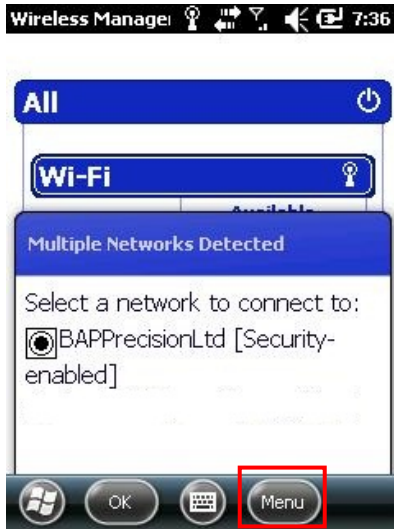 Wireless Manager 7:36
All
Wi-Fi
Available
Multiple Networks Detected
Select a network to connect to:
BAPPrecisionLtd [Security-
enabled]
OK Menu